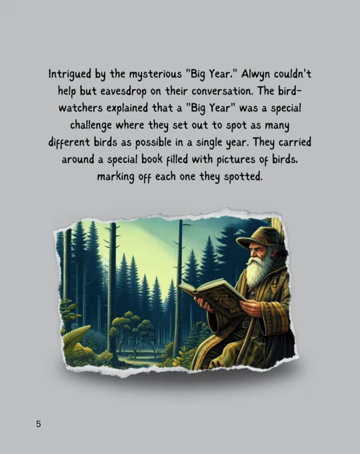 Intrigued by the mysterious "Big Year," Alwyn couldn't
help but eavesdrop on their conversation. The bird-
watchers explained that a "Big Year" was a special
challenge where they set out to spot as many
different birds as possible in a single year. They carried
around a special book filled with pictures of birds,
marking off each one they spotted.
5